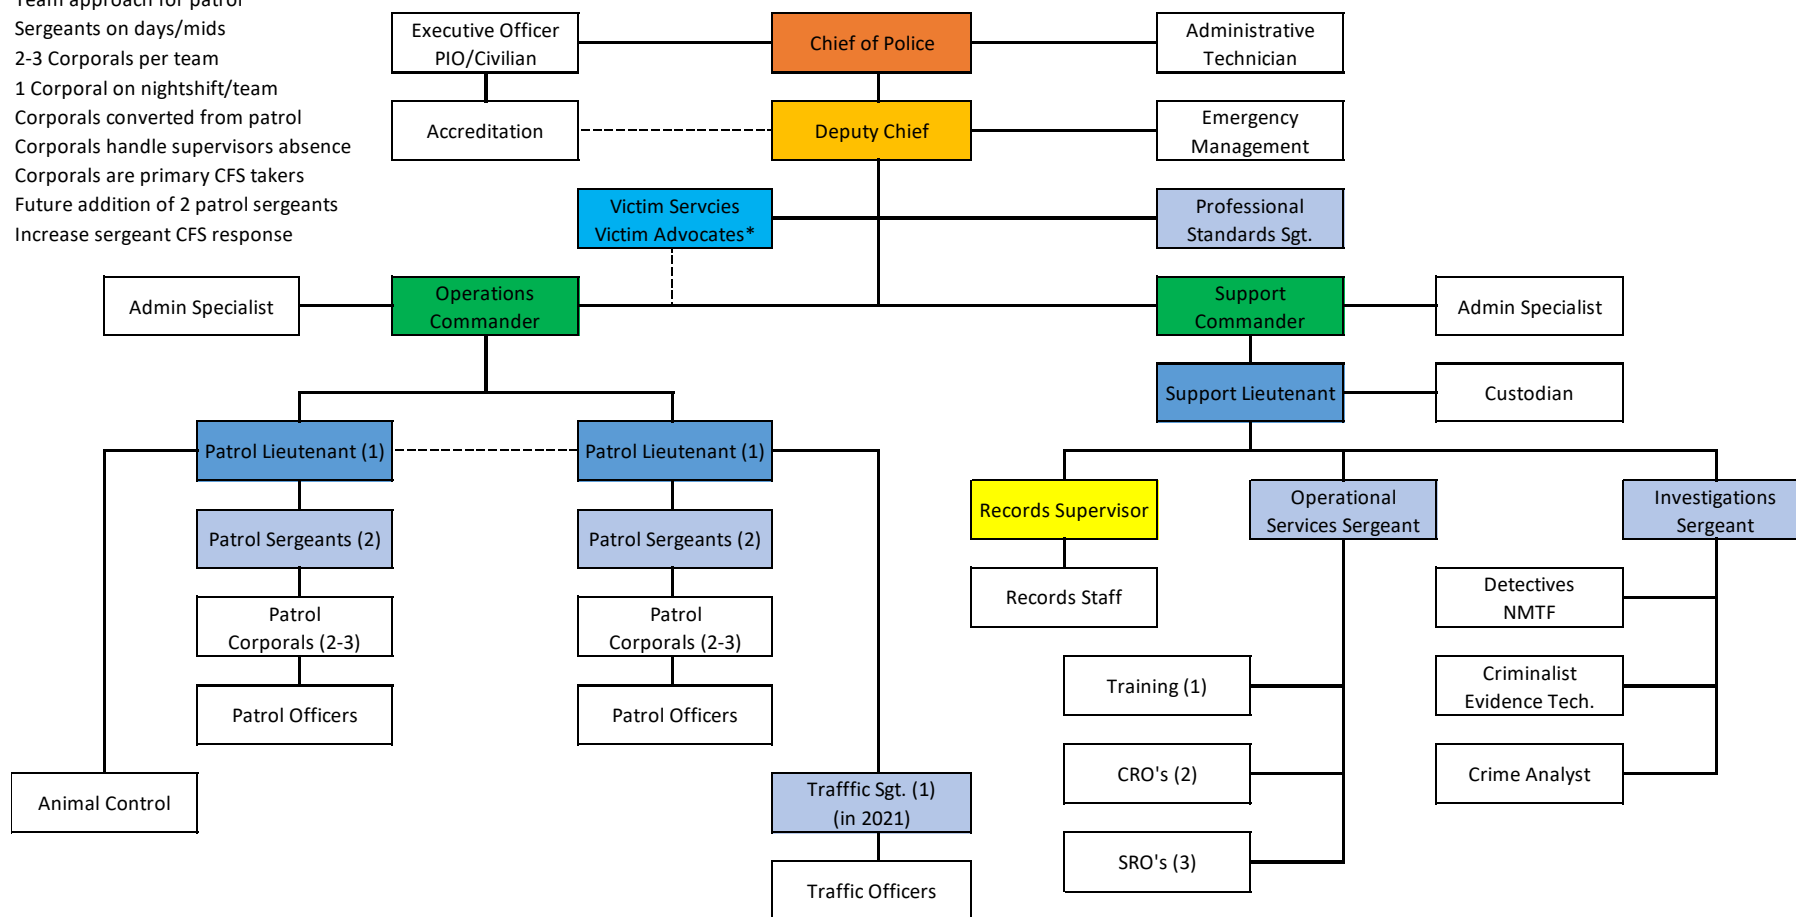 Team approach for patrol
Sergeants on days/mids
2-3 Corporals per team
1 Corporal on nightshift/team
Corporals converted from patrol
Corporals handle supervisors absence
Corporals are primary CFS takers
Future addition of 2 patrol sergeants
Increase sergeant CFS response
Executive Officer
PIO/Civilian
Chief of Police
Administrative
Technician
Accreditation
Deputy Chief
Emergency
Management
Victim Servcies
Victim Advocates*
Professional
Standards Sgt.
Admin Specialist
Operations
Commander
Support
Commander
Admin Specialist
Support Lieutenant
Custodian
Patrol Lieutenant (1)
Patrol Lieutenant (1)
Patrol Sergeants (2)
Patrol Sergeants (2)
Records Supervisor
Operational
Services Sergeant
Investigations
Sergeant
Patrol
Corporals (2-3)
Patrol
Corporals (2-3)
Records Staff
Detectives
NMTF
Patrol Officers
Patrol Officers
Training (1)
Criminalist
Evidence Tech.
Animal Control
Trafffic Sgt. (1)
(in 2021)
CRO's (2)
Crime Analyst
Traffic Officers
SRO's (3)